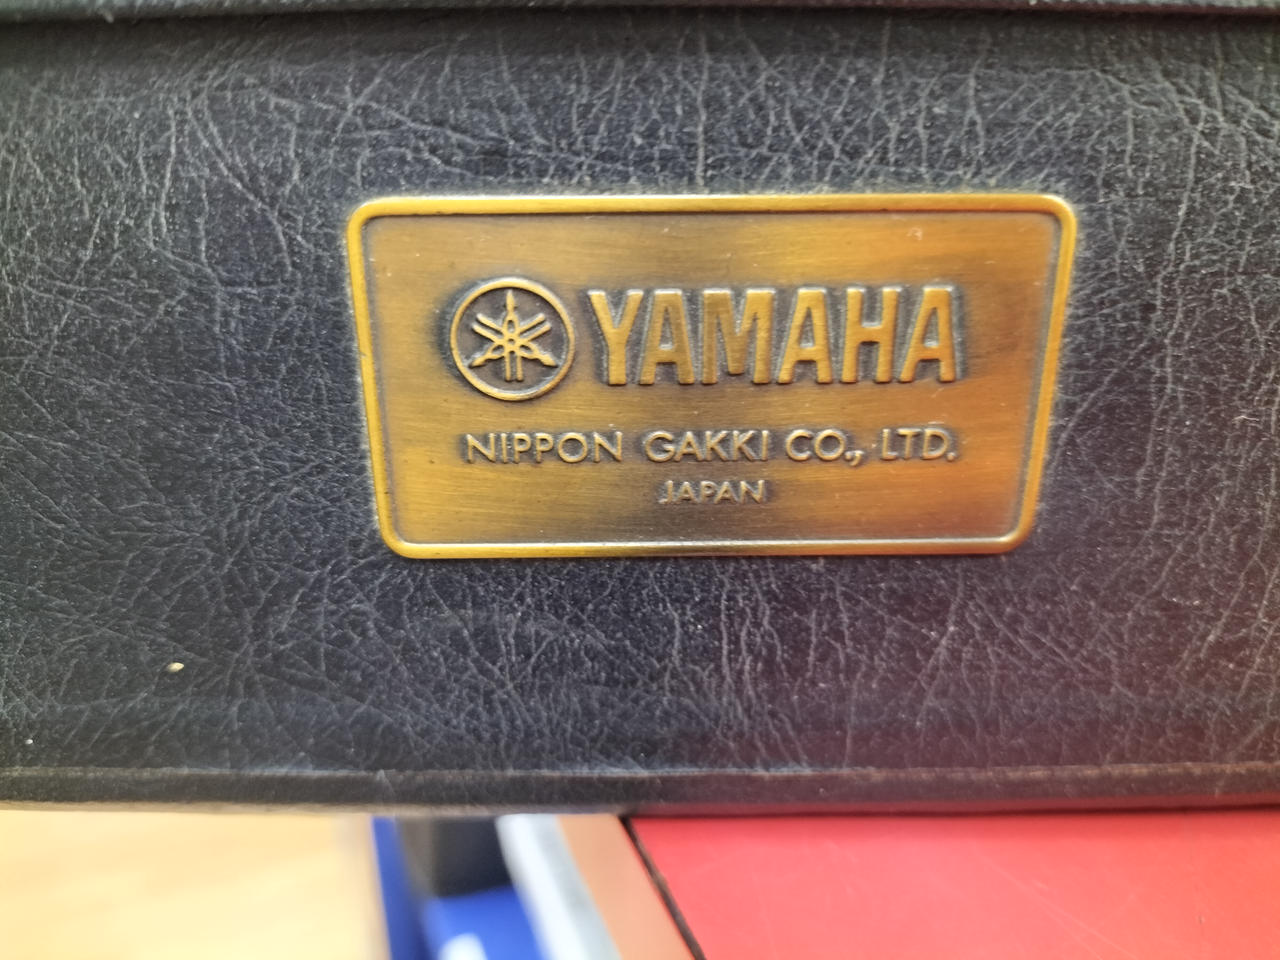 YAMAHA
NIPPON GAKKI CO., LTD.
JAPAN